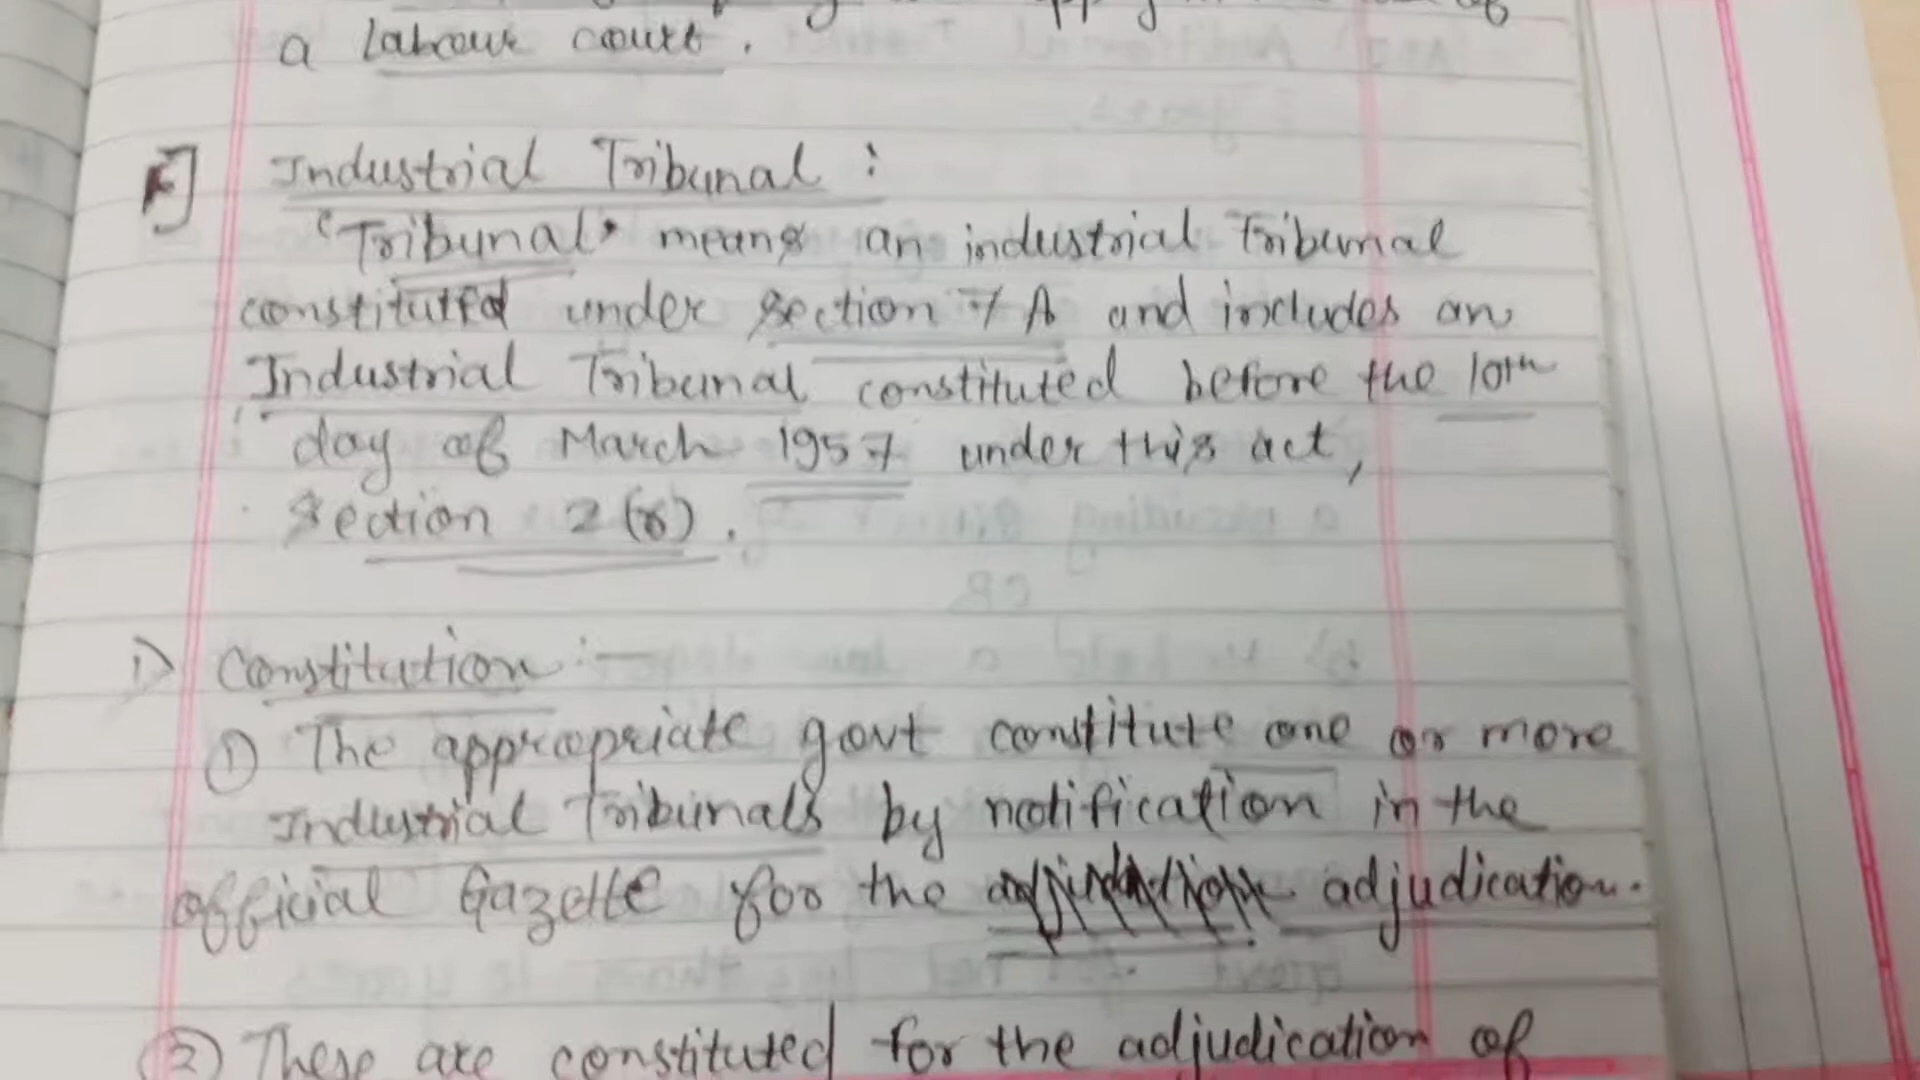 a labour court.
F] Industrial Tribunal :
'Tribunal' means an industrial Tribunal
constituted under section 7A and includes an
Industrial Tribunal constituted before the 10th
day of March 1957 under this act,
section 2(r).
i) Constitution :-
① The appropriate govt constitute one or more
Industrial Tribunals by notification in the
official Gazette for the adjudication.
② These are constituted for the adjudication of